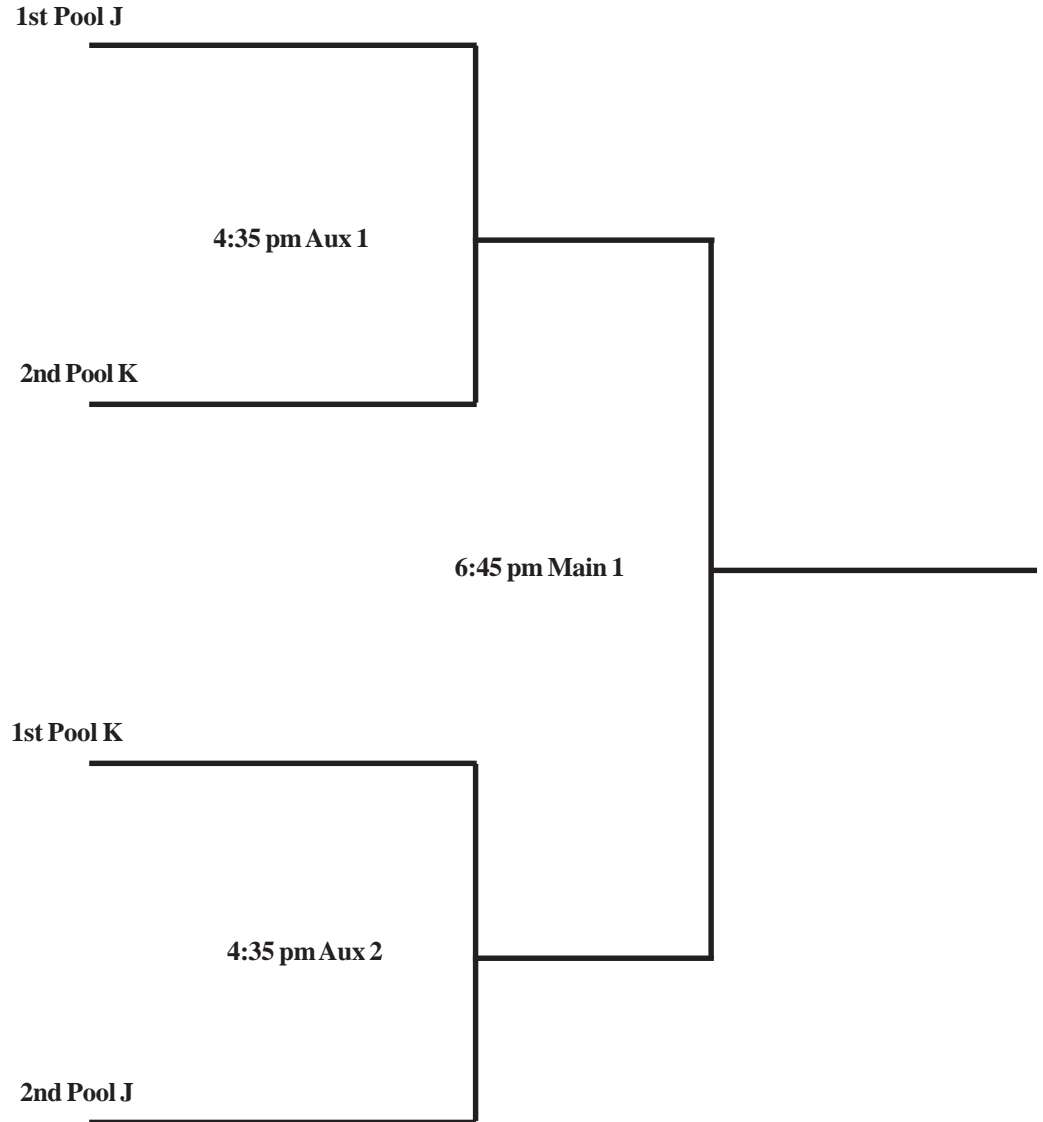 1st Pool J
4:35 pm Aux 1
2nd Pool K
6:45 pm Main 1
1st Pool K
4:35 pm Aux 2
2nd Pool J